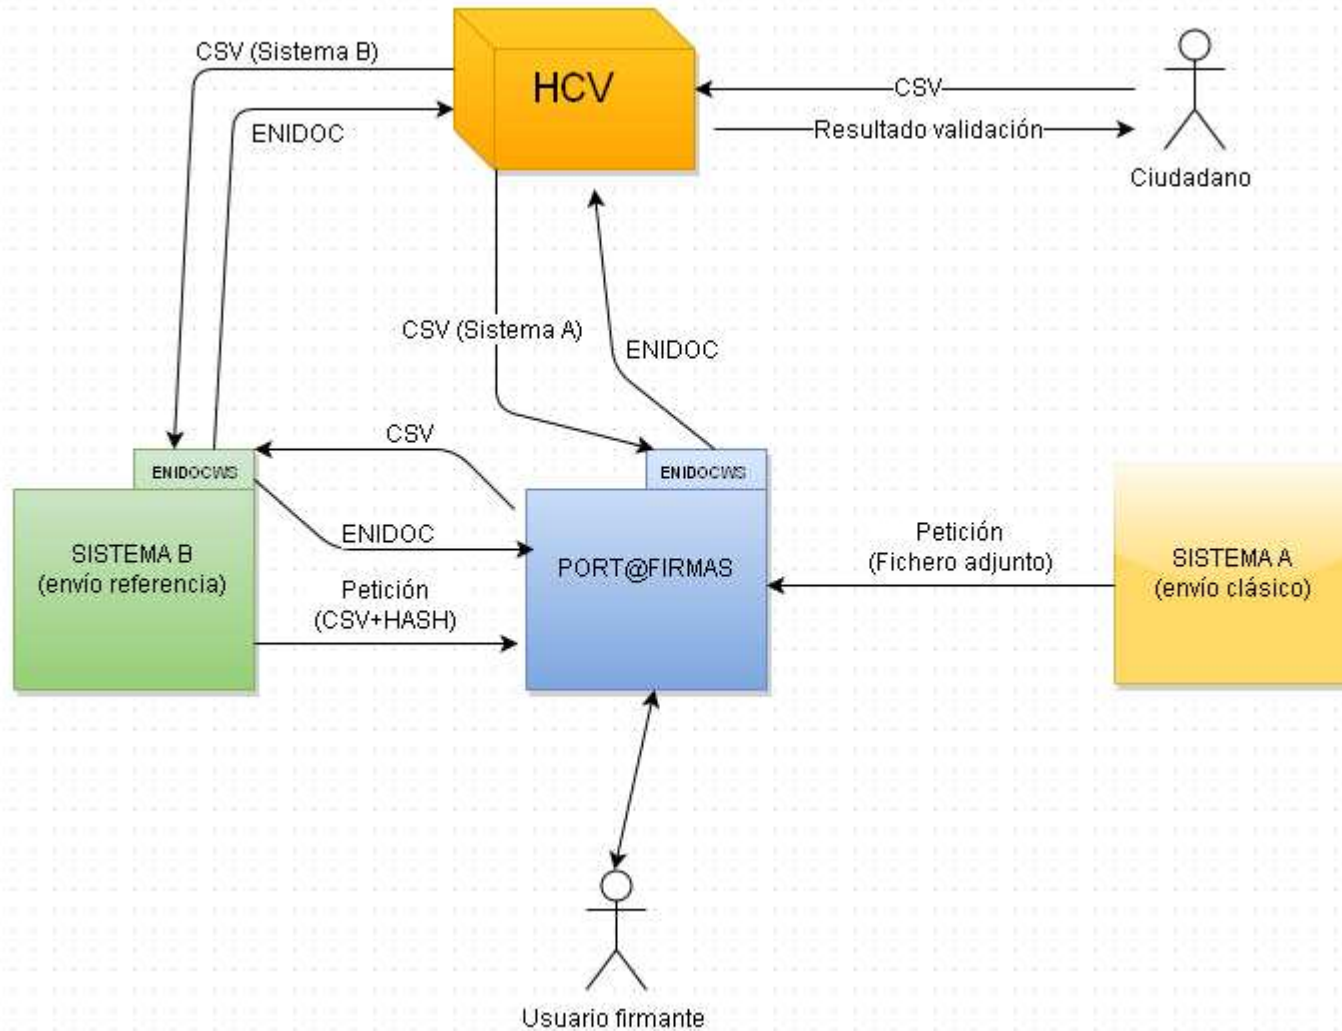 CSV (Sistema B)
HCV
CSV
ENIDOC
Resultado validación
Ciudadano
CSV (Sistema A)
ENIDOC
CSV
ENIDOCWS
ENIDOCWS
ENIDOC
SISTEMA B
(envío referencia)
PORT@FIRMAS
Petición
(Fichero adjunto)
SISTEMA A
(envío clásico)
Petición
(CSV+HASH)
Usuario firmante